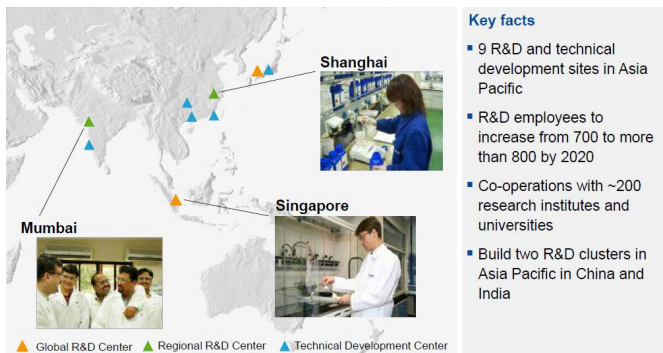 Shanghai
Singapore
Mumbai
Global R&D Center
Regional R&D Center
Technical Development Center
Key facts
9 R&D and technical
development sites in Asia
Pacific
R&D employees to
increase from 700 to more
than 800 by 2020
Co-operations with ~200
research institutes and
universities
Build two R&D clusters in
Asia Pacific in China and
India